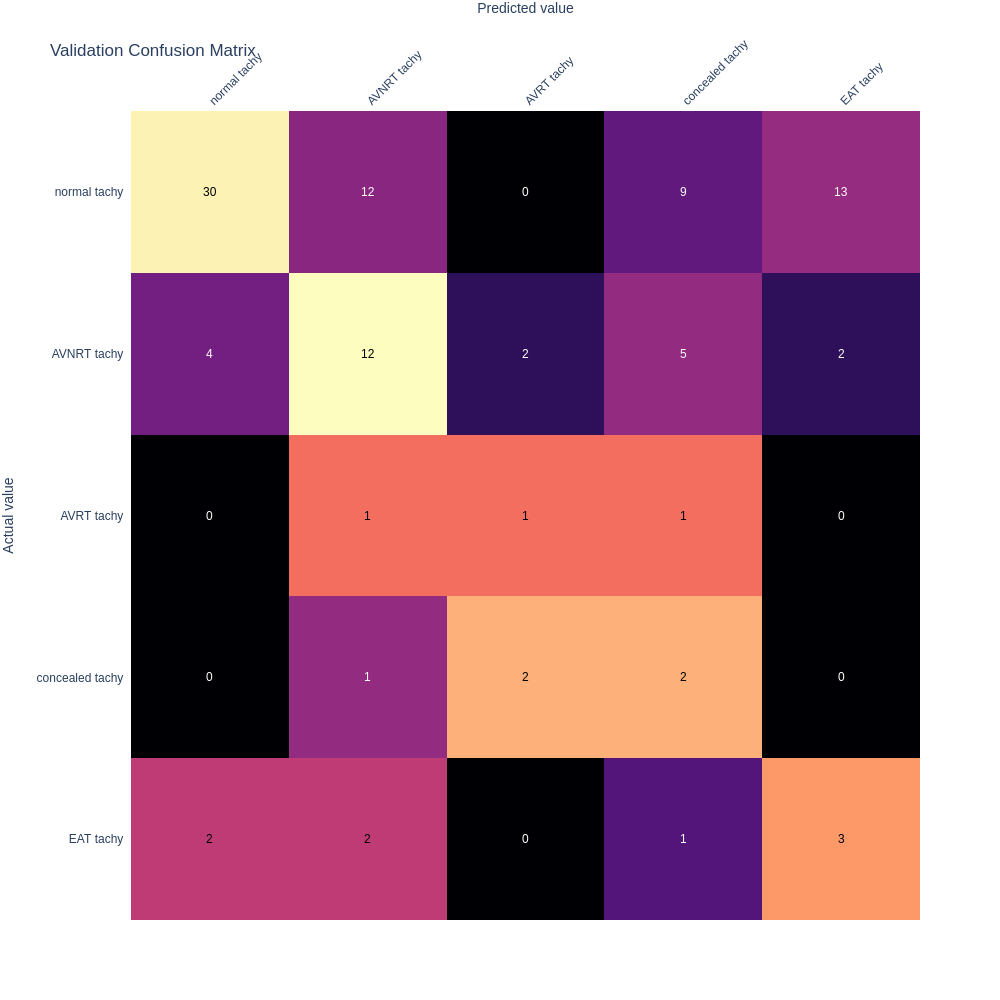 Predicted value
Validation Confusion Matrix
normal tachy
AVNRT tachy
AVRT tachy
concealed tachy
EAT tachy
normal tachy 30 12 0 9 13
AVNRT tachy 4 12 2 5 2
Actual value
AVRT tachy 0 1 1 1 0
concealed tachy 0 1 2 2 0
EAT tachy 2 2 0 1 3